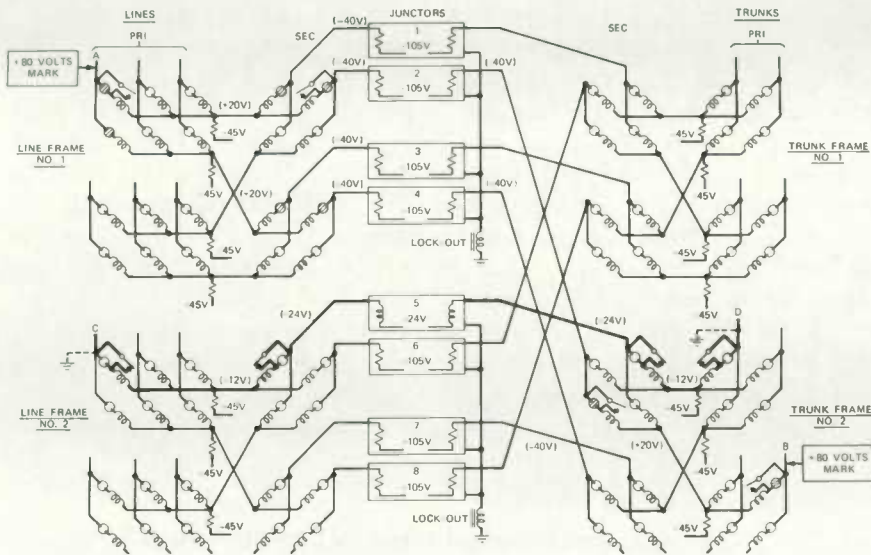 LINES
JUNCTORS
TRUNKS
PRI
SEC
(-40V)
1
-105V
SEC
PRI
A
+80 VOLTS
MARK
(-40V)
2
-105V
(-40V)
(+20V)
-45V
-45V
LINE FRAME
NO. 1
(-40V)
3
-105V
TRUNK FRAME
NO. 1
45V
(+20V)
(-40V)
4
-105V
(-40V)
-45V
-45V
-45V
LOCK OUT
-45V
-45V
-45V
C
(-24V)
5
-24V
(-24V)
D
6
-105V
(-12V)
-45V
(-12V)
-45V
LINE FRAME
NO. 2
TRUNK FRAME
NO. 2
45V
7
-105V
(-40V)
(+20V)
-45V
B
+80 VOLTS
MARK
8
-105V
-45V
LOCK OUT
-45V